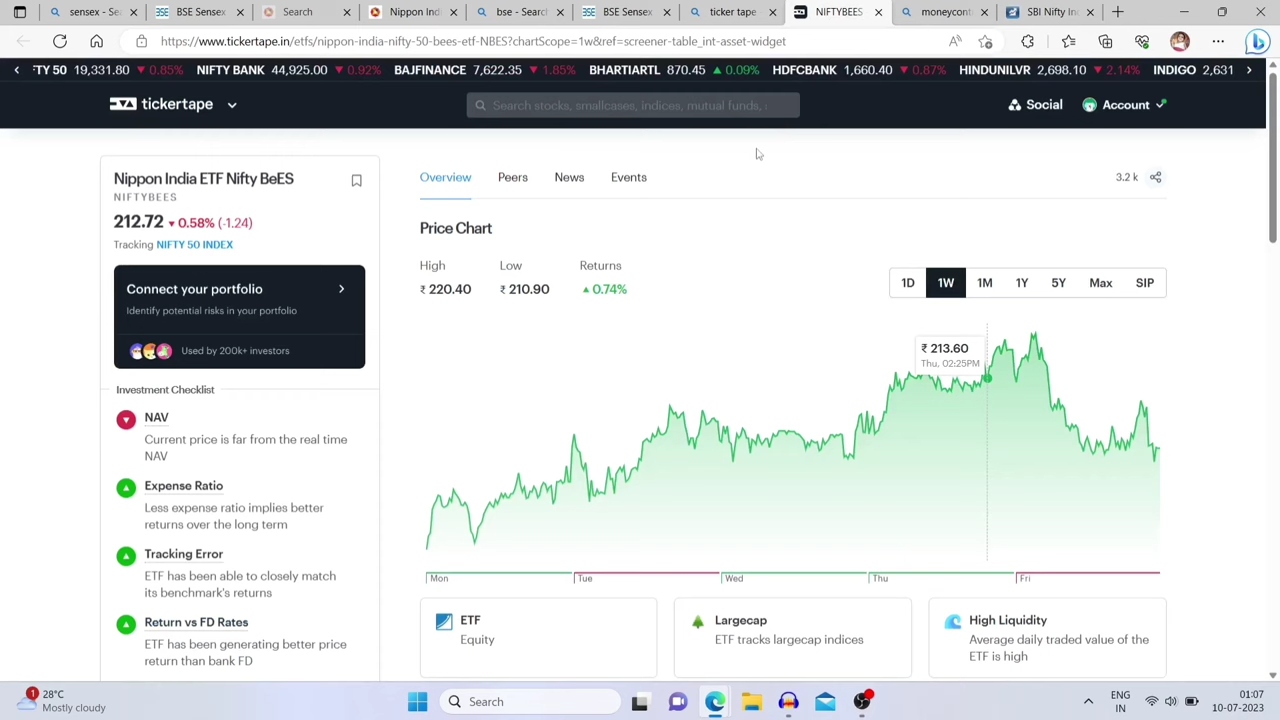 sensex - Se
BSE Sensex
Search
Nippon Ind
bse - Searc
BSE Sensex
ticker tape
NIFTYBEES
moneycont
SBI Nifty In
https://www.tickertape.in/etfs/nippon-india-nifty-50-bees-etf-NBES?chartScope=1w&ref=screener-table_int-asset-widget
TY 50 19,331.80 ▼ 0.85% NIFTY BANK 44,925.00 ▼ 0.92% BAJFINANCE 7,622.35 ▼ 1.85% BHARTIARTL 870.45 ▲ 0.09% HDFCBANK 1,660.40 ▼ 0.87% HINDUNILVR 2,698.10 ▼ 2.14% INDIGO 2,631
tickertape
Search stocks, smallcases, indices, mutual funds, :
Social
Account
Nippon India ETF Nifty BeES
NIFTYBEES
212.72 ▼ 0.58% (-1.24)
Tracking NIFTY 50 INDEX
Connect your portfolio
Identify potential risks in your portfolio
Used by 200k+ investors
Investment Checklist
NAV
Current price is far from the real time
NAV
Expense Ratio
Less expense ratio implies better
returns over the long term
Tracking Error
ETF has been able to closely match
its benchmark's returns
Return vs FD Rates
ETF has been generating better price
return than bank FD
Overview Peers News Events
3.2 k
Price Chart
High Low Returns
₹ 220.40 ₹ 210.90 ▲ 0.74%
1D 1W 1M 1Y 5Y Max SIP
₹ 213.60
Thu, 02:25PM
Mon Tue Wed Thu Fri
ETF
Equity
Largecap
ETF tracks largecap indices
High Liquidity
Average daily traded value of the
ETF is high
1
28°C
Mostly cloudy
Search
ENG
IN
01:07
10-07-2023